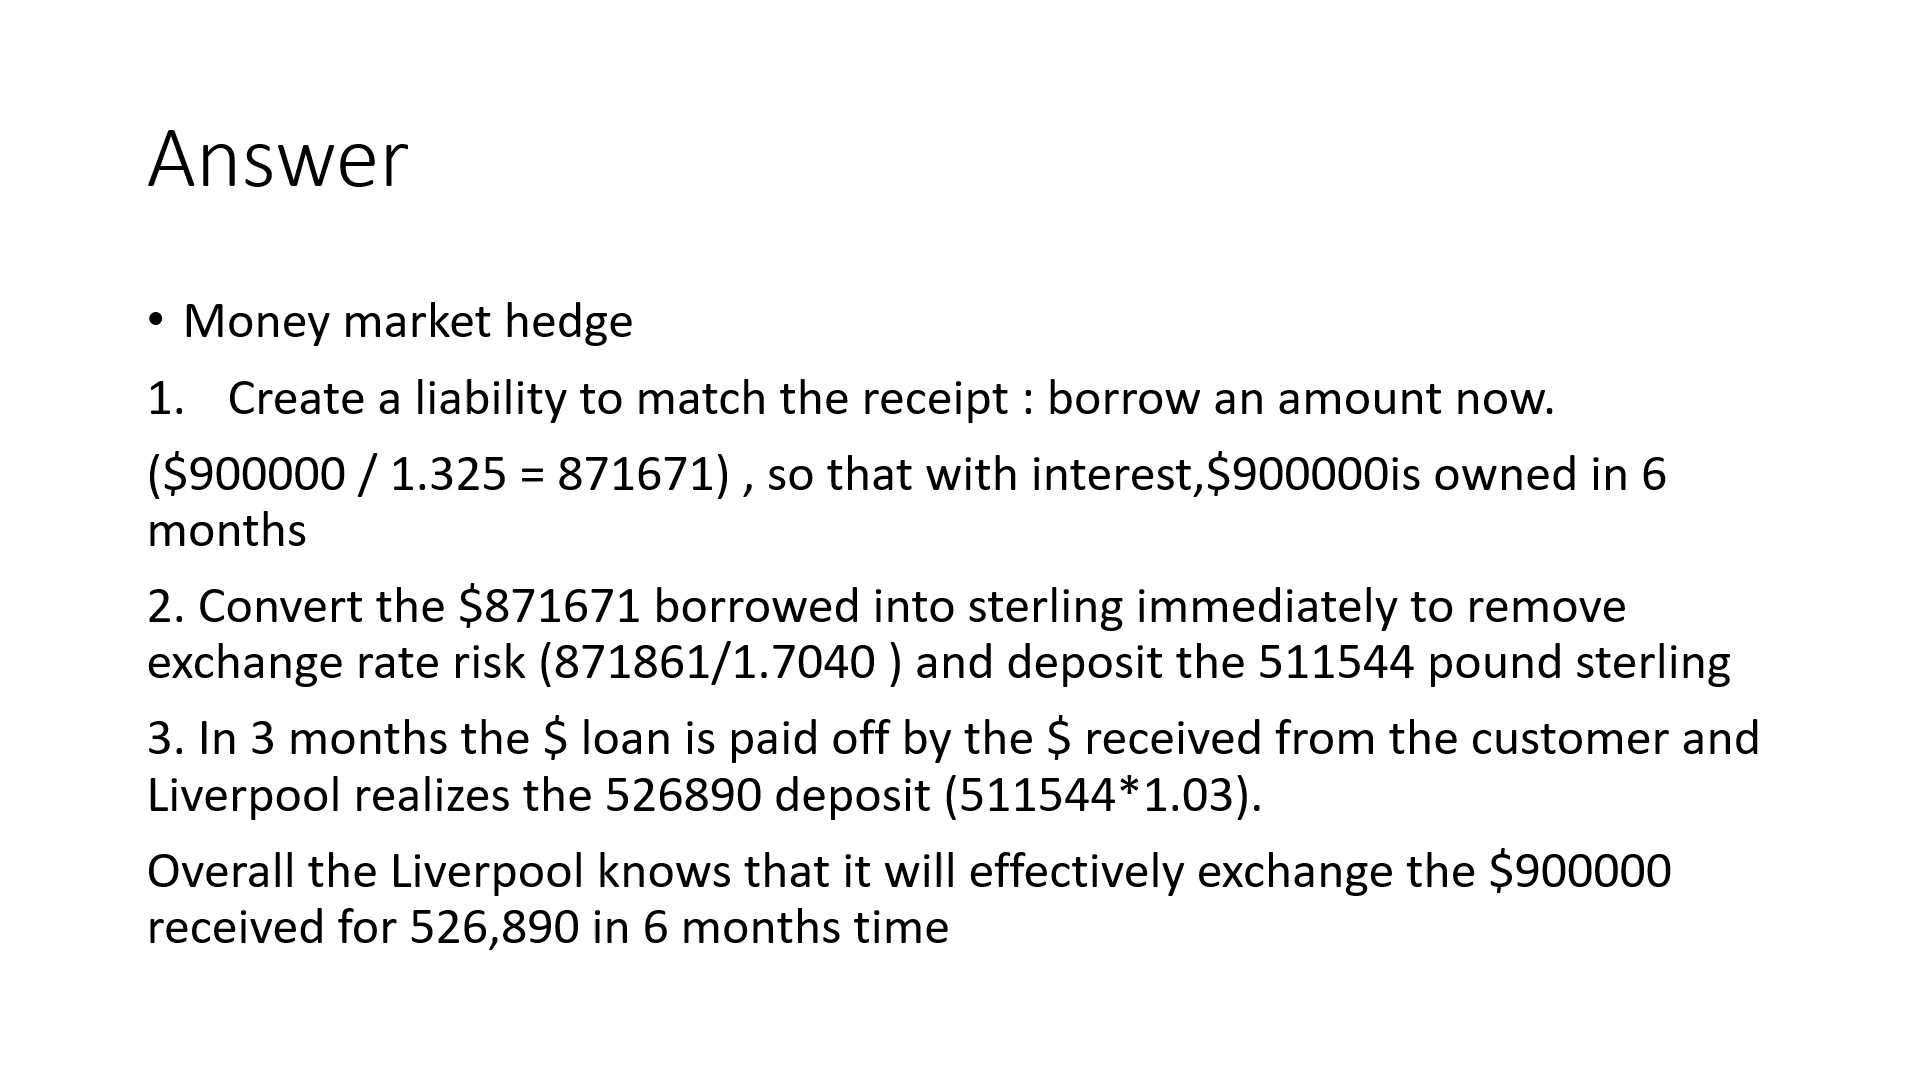 Answer
• Money market hedge
1. Create a liability to match the receipt : borrow an amount now.
($900000 / 1.325 = 871671) , so that with interest,$900000is owned in 6
months
2. Convert the $871671 borrowed into sterling immediately to remove
exchange rate risk (871861/1.7040 ) and deposit the 511544 pound sterling
3. In 3 months the $ loan is paid off by the $ received from the customer and
Liverpool realizes the 526890 deposit (511544*1.03).
Overall the Liverpool knows that it will effectively exchange the $900000
received for 526,890 in 6 months time